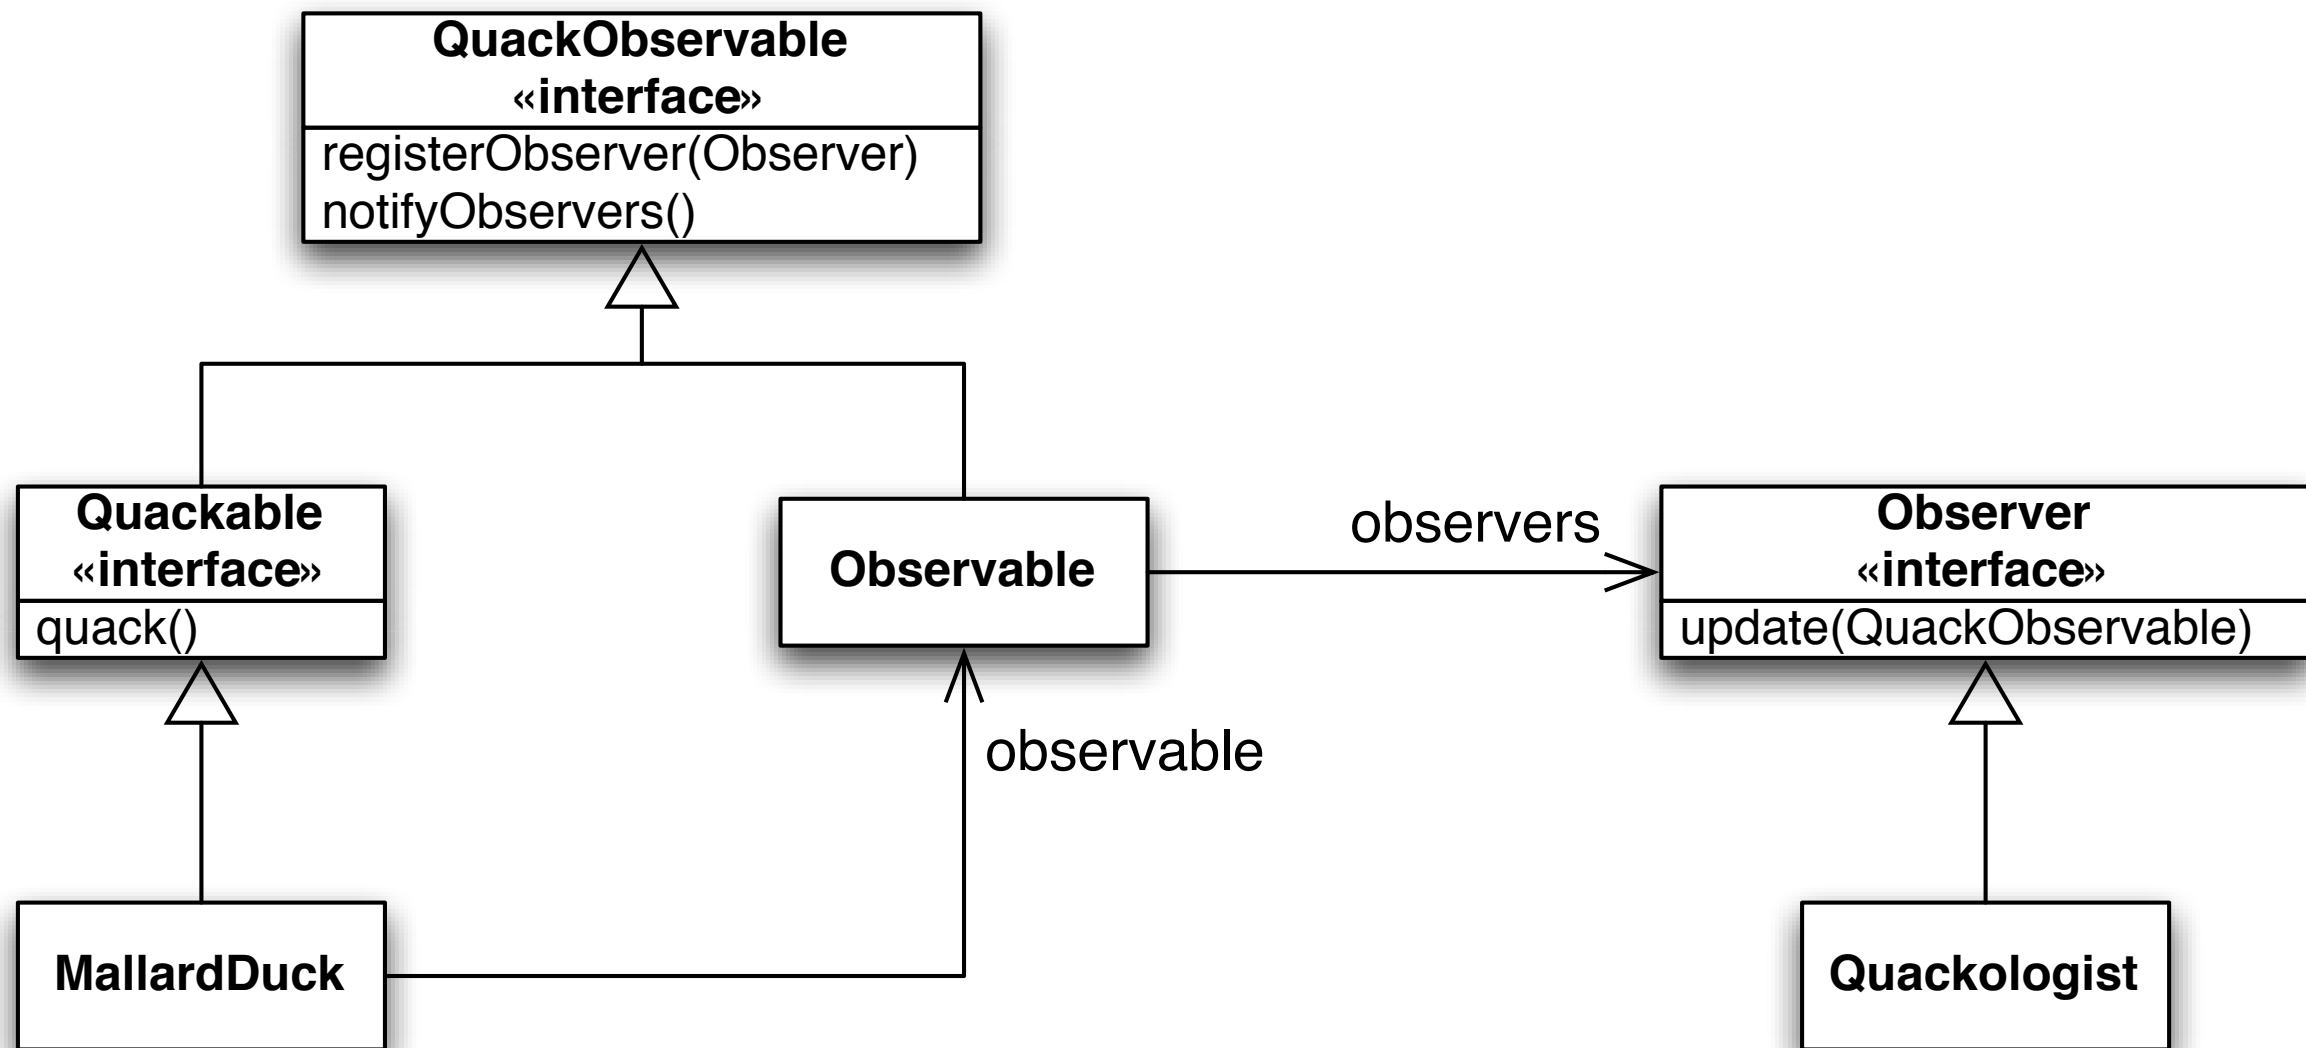 QuackObservable
«interface»
registerObserver(Observer)
notifyObservers()
Quackable
«interface»
quack()
Observable
observers
Observer
«interface»
update(QuackObservable)
observable
MallardDuck
Quackologist